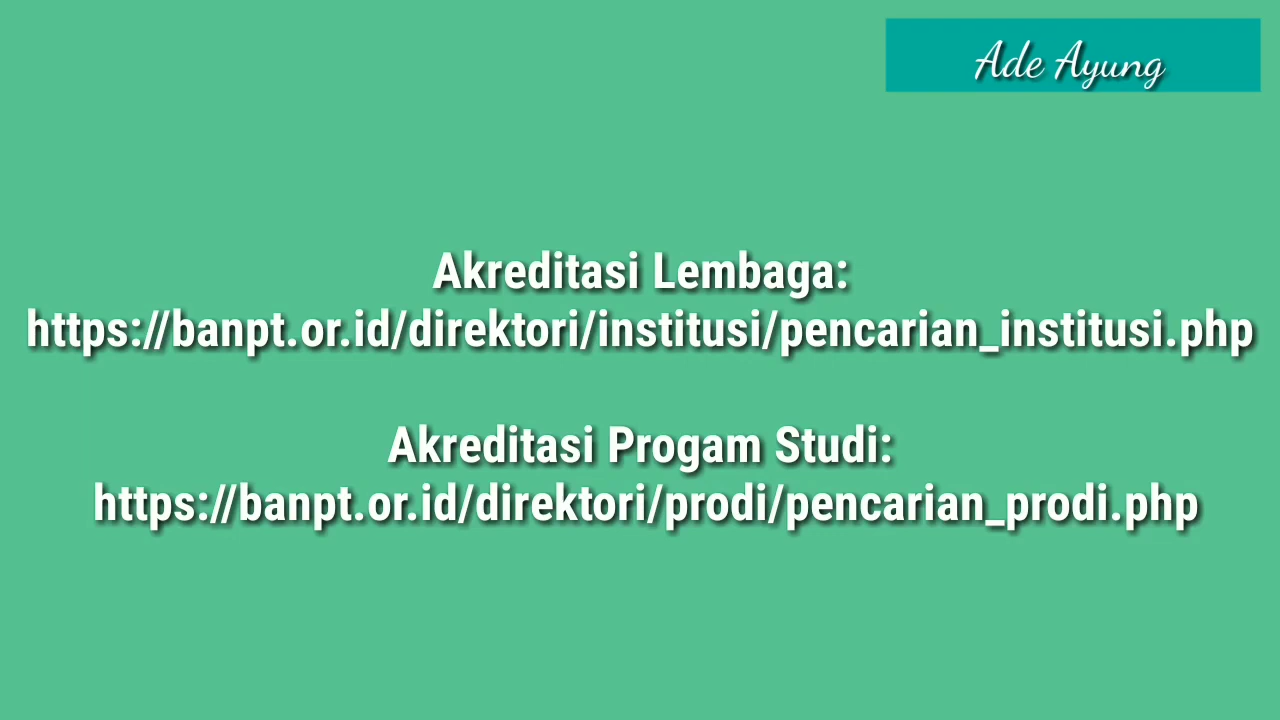 Ade Ayung
Akreditasi Lembaga:
https://banpt.or.id/direktori/institusi/pencarian_institusi.php
Akreditasi Progam Studi:
https://banpt.or.id/direktori/prodi/pencarian_prodi.php